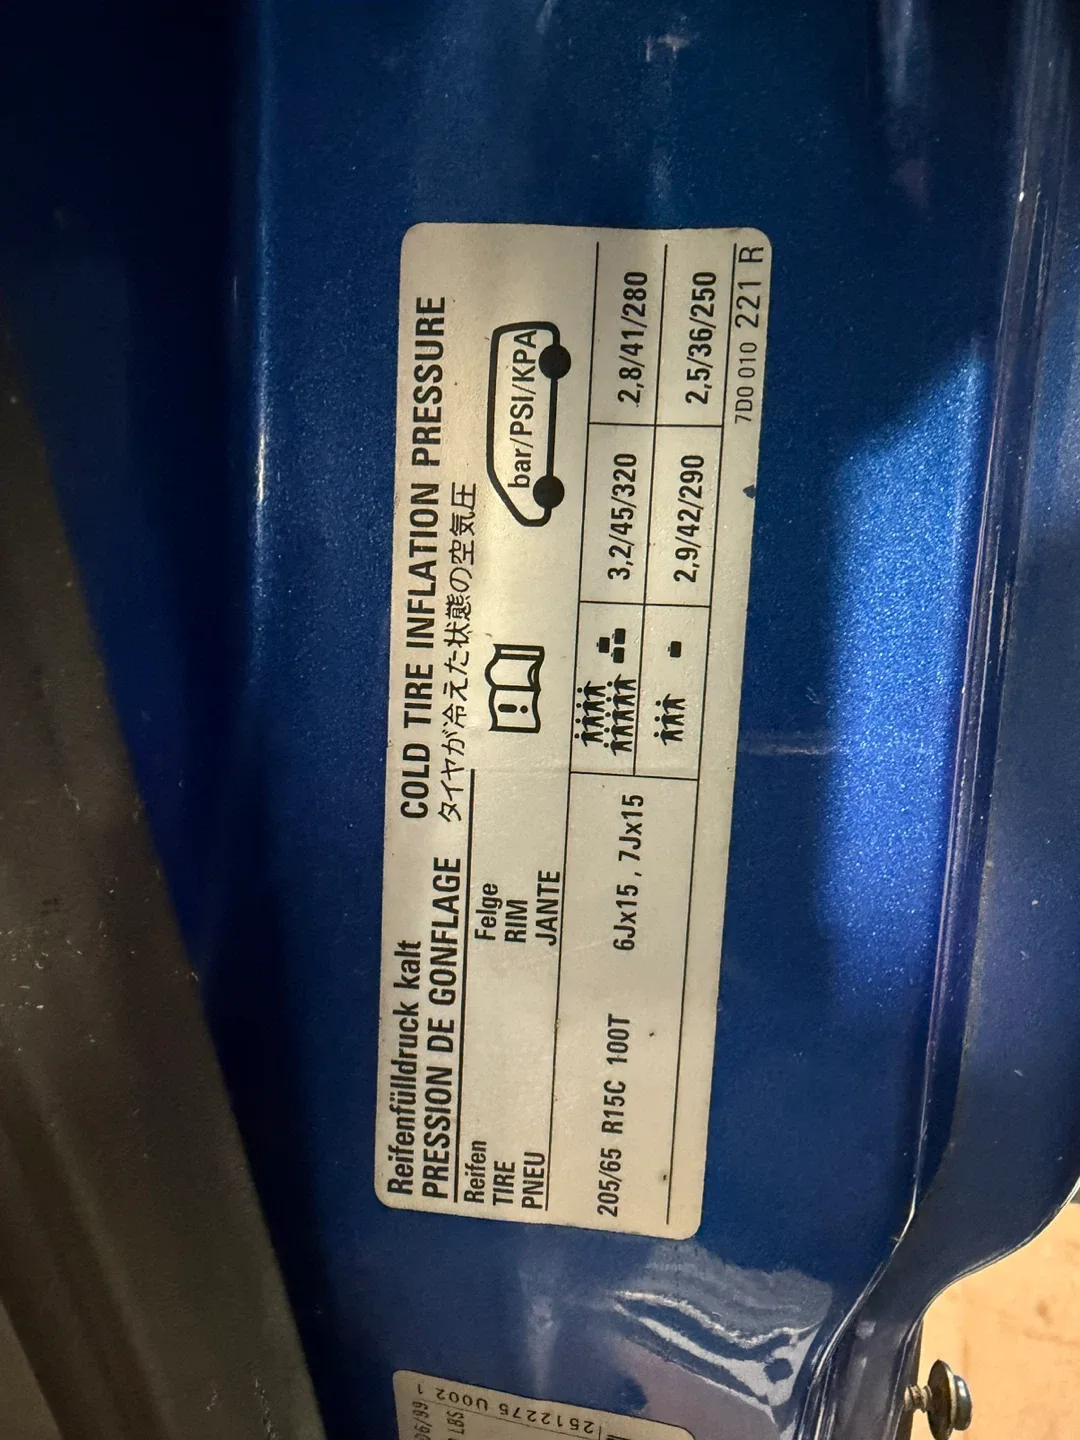 Reifenfülldruck kalt
PRESSION DE GONFLAGE
COLD TIRE INFLATION PRESSURE
タイヤが冷えた状態の空気圧
Reifen
TIRE
PNEU
Felge
RIM
JANTE
bar/PSI/KPA
205/65 R15C 100T 6Jx15 , 7Jx15 3,2/45/320 2,8/41/280
2,9/42/290 2,5/36/250
7D0 010 221 R
06/99
LBS
2512275 U002 1